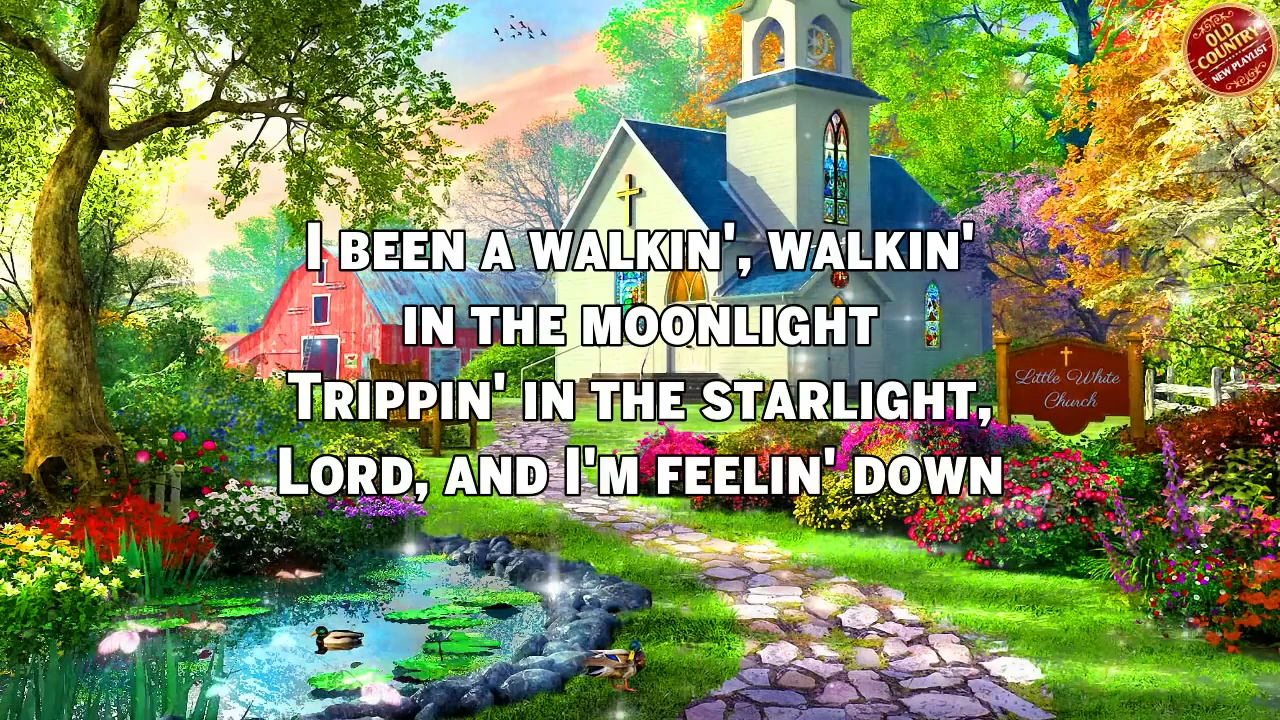 OLD
COUNTRY
NEW PLAYLIST
I BEEN A WALKIN', WALKIN'
IN THE MOONLIGHT
TRIPPIN' IN THE STARLIGHT,
LORD, AND I'M FEELIN' DOWN
Little White
Church